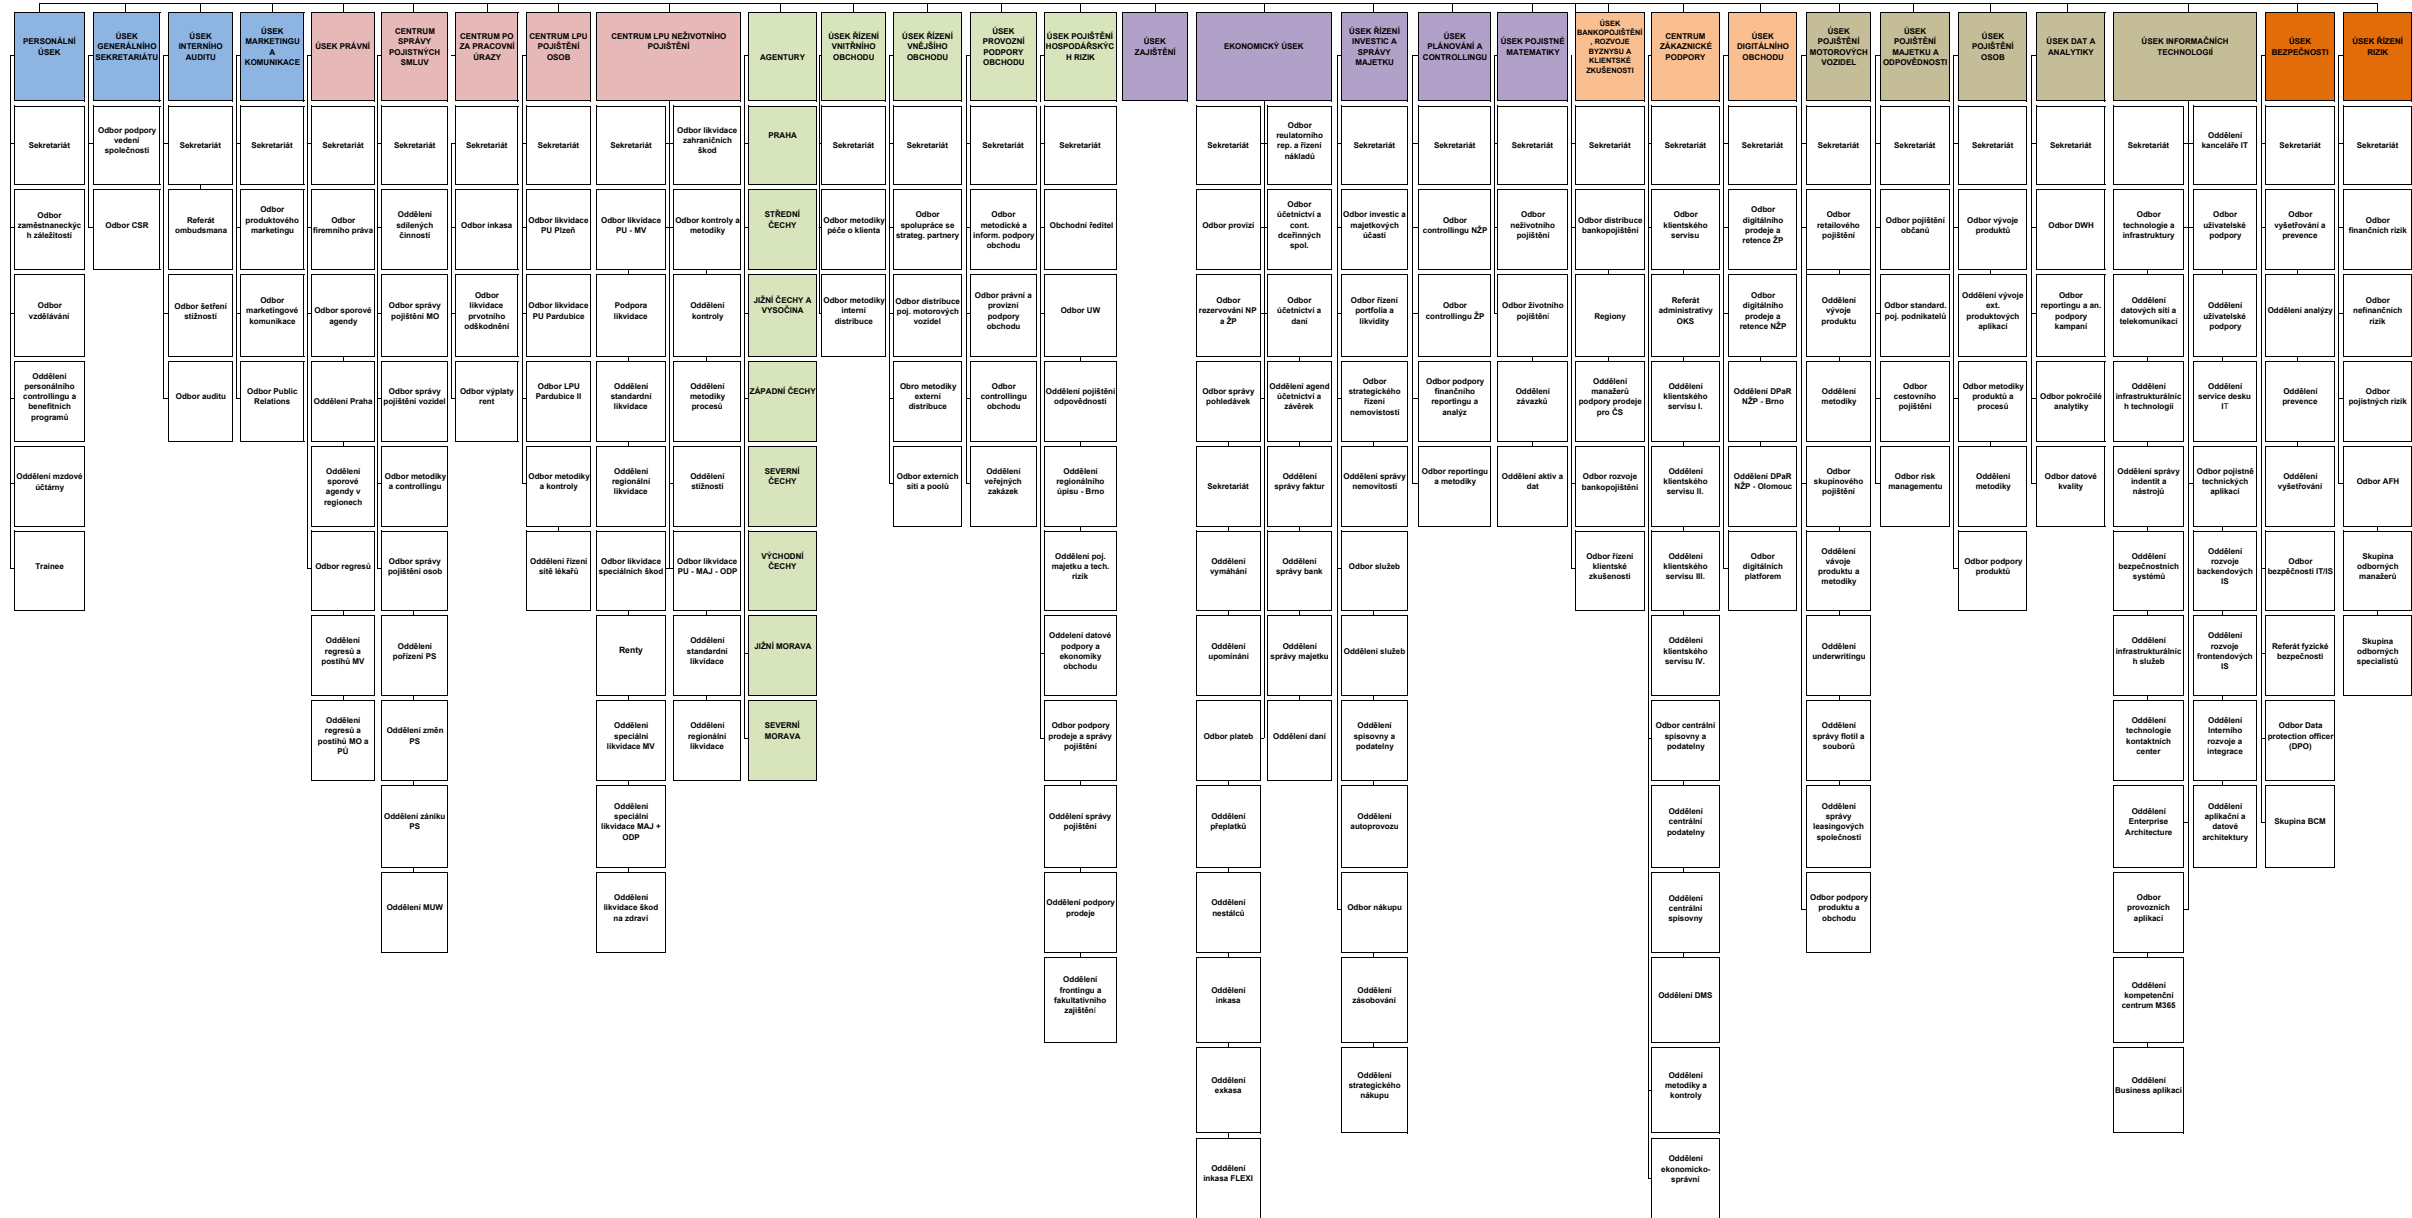 PERSONÁLNÍ
ÚSEK
Sekretariát
Odbor
zaměstnaneckýc
h záležitostí
Odbor
vzdělávání
Oddělení
personálního
controllingu a
benefitních
programů
Oddělení mzdové
účtárny
Trainee
ÚSEK
GENERÁLNÍHO
SEKRETARIÁTU
Odbor podpory
vedení
společnosti
Odbor CSR
ÚSEK
INTERNÍHO
AUDITU
Sekretariát
Referát
ombudsmana
Odbor šetření
stížností
Odbor auditu
ÚSEK
MARKETINGU
A
KOMUNIKACE
Sekretariát
Odbor
produktového
marketingu
Odbor
marketingové
komunikace
Odbor Public
Relations
ÚSEK PRÁVNÍ
Sekretariát
Odbor
firemního práva
Odbor sporové
agendy
Oddělení Praha
Oddělení
sporové
agendy v
regionech
Odbor regresů
Oddělení
regresů a
postihů MV
Oddělení
regresů a
postihů MO a
PÚ
CENTRUM
SPRÁVY
POJISTNÝCH
SMLUV
Sekretariát
Oddělení
sdílených
činností
Odbor správy
pojištění MO
Odbor správy
pojištění vozidel
Odbor metodiky
a controllingu
Odbor správy
pojištění osob
Oddělení
pořízení PS
Oddělení změn
PS
Oddělení zániku
PS
Oddělení MUW
CENTRUM PO
ZA PRACOVNÍ
ÚRAZY
Sekretariát
Odbor inkasa
Odbor
likvidace
prvotního
odškodnění
Odbor výplaty
rent
CENTRUM LPU
POJIŠTĚNÍ
OSOB
Sekretariát
Odbor likvidace
PU Plzeň
Odbor likvidace
PU Pardubice
Odbor LPU
Pardubice II
Odbor metodiky
a kontroly
Oddělení řízení
sítě lékařů
CENTRUM LPU NEŽIVOTNÍHO
POJIŠTĚNÍ
Sekretariát
Odbor likvidace
PU - MV
Podpora
likvidace
Oddělení
standardní
likvidace
Oddělení
regionální
likvidace
Odbor likvidace
speciálních škod
Renty
Oddělení
speciální
likvidace MV
Oddělení
speciální
likvidace MAJ +
ODP
Oddělení
likvidace škod
na zdraví
Odbor likvidace
zahraničních
škod
Odbor kontroly a
metodiky
Oddělení
kontroly
Oddělení
metodiky
procesů
Oddělení
stížností
Odbor likvidace
PU - MAJ - ODP
Oddělení
standardní
likvidace
Oddělení
regionální
likvidace
AGENTURY
PRAHA
STŘEDNÍ
ČECHY
JIŽNÍ ČECHY A
VYSOČINA
ZÁPADNÍ ČECHY
SEVERNÍ
ČECHY
VÝCHODNÍ
ČECHY
JIŽNÍ MORAVA
SEVERNÍ
MORAVA
ÚSEK ŘÍZENÍ
VNITŘNÍHO
OBCHODU
Sekretariát
Odbor metodiky
péče o klienta
Odbor metodiky
interní
distribuce
ÚSEK ŘÍZENÍ
VNĚJŠÍHO
OBCHODU
Sekretariát
Odbor
spolupráce se
strateg. partnery
Odbor distribuce
poj. motorových
vozidel
Obro metodiky
externí
distribuce
Odbor externích
sítí a poolů
ÚSEK
PROVOZNÍ
PODPORY
OBCHODU
Sekretariát
Odbor
metodické a
inform. podpory
obchodu
Odbor právní a
provizní
podpory
obchodu
Odbor
controllingu
obchodu
Oddělení
veřejných
zakázek
ÚSEK POJIŠTĚNÍ
HOSPODÁŘSKÝC
H RIZIK
Sekretariát
Obchodní ředitel
Odbor UW
Oddělení pojištění
odpovědnosti
Oddělení
regionálního
úpisu - Brno
Oddělení poj.
majetku a tech.
rizik
Oddelení datové
podpory a
ekonomiky
obchodu
Odbor podpory
prodeje a správy
pojištění
Oddělení správy
pojištění
Oddělení podpory
prodeje
Oddělení
frontingu a
fakultativního
zajištění
ÚSEK
ZAJIŠTĚNÍ
EKONOMICKÝ ÚSEK
Sekretariát
Odbor provizí
Odbor
rezervování NP
a ŽP
Odbor správy
pohledávek
Sekretariát
Oddělení
vymáhání
Oddělení
upomínání
Odbor plateb
Oddělení
přeplatků
Oddělení
nestálců
Oddělení
inkasa
Oddělení
exkasa
Oddělení
inkasa FLEXI
Odbor
reulatorního
rep. a řízení
nákladů
Odbor
účetnictví a
cont.
dceřinných
spol.
Odbor
účetnictví a
daní
Oddělení agend
účetnictví a
závěrek
Oddělení
správy faktur
Oddělení
správy bank
Oddělení
správy majetku
Oddělení daní
ÚSEK ŘÍZENÍ
INVESTIC A
SPRÁVY
MAJETKU
Sekretariát
Odbor investic a
majetkových
účastí
Odbor řízení
portfolia a
likvidity
Odbor
strategického
řízení
nemovistostí
Oddělení správy
nemovitostí
Odbor služeb
Oddělení služeb
Oddělení
spisovny a
podatelny
Oddělení
autoprovozu
Odbor nákupu
Oddělení
zásobování
Oddělení
strategického
nákupu
ÚSEK
PLÁNOVÁNÍ A
CONTROLLINGU
Sekretariát
Odbor
controllingu NŽP
Odbor
controllingu ŽP
Odbor podpory
finančního
reportingu a
analýz
Odbor reportingu
a metodiky
ÚSEK POJISTNÉ
MATEMATIKY
Sekretariát
Odbor
neživotního
pojištění
Odbor životního
pojištění
Oddělení
závazků
Oddělení aktiv a
dat
ÚSEK
BANKOPOJIŠTĚNÍ
, ROZVOJE
BYZNYSU A
KLIENTSKÉ
ZKUŠENOSTI
Sekretariát
Odbor distribuce
bankopojištění
Regiony
Oddělení
manažerů
podpory prodeje
pro ČS
Odbor rozvoje
bankopojištění
Odbor řízení
klientské
zkušenosti
CENTRUM
ZÁKAZNICKÉ
PODPORY
Sekretariát
Odbor
klientského
servisu
Referát
administrativy
OKS
Oddělení
klientského
servisu I.
Oddělení
klientského
servisu II.
Oddělení
klientského
servisu III.
Oddělení
klientského
servisu IV.
Odbor centrální
spisovny a
podatelny
Oddělení
centrální
podatelny
Oddělení
centrální
spisovny
Oddělení DMS
Oddělení
metodiky a
kontroly
Oddělení
ekonomicko-
správní
ÚSEK
DIGITÁLNÍHO
OBCHODU
Sekretariát
Odbor
digitálního
prodeje a
retence ŽP
Odbor
digitálního
prodeje a
retence NŽP
Oddělení DPaR
NŽP - Brno
Oddělení DPaR
NŽP - Olomouc
Odbor
digitálních
platforem
ÚSEK
POJIŠTĚNÍ
MOTOROVÝCH
VOZIDEL
Sekretariát
Odbor
retailového
pojištění
Oddělení
vývoje
produktu
Oddělení
metodiky
Odbor
skupinového
pojištění
Oddělení
vávoje
produktu a
metodiky
Oddělení
underwritingu
Oddělení
správy flotil a
souborů
Oddělení
správy
leasingových
společností
Odbor podpory
produktu a
obchodu
ÚSEK
POJIŠTĚNÍ
MAJETKU A
ODPOVĚDNOSTI
Sekretariát
Odbor pojištění
občanů
Odbor standard.
poj. podnikatelů
Odbor
cestovního
pojištění
Odbor risk
managementu
ÚSEK
POJIŠTĚNÍ
OSOB
Sekretariát
Odbor vývoje
produktů
Oddělení vývoje
ext.
produktových
aplikací
Odbor metodiky
produktů a
procesů
Oddělení
metodiky
Odbor podpory
produktů
ÚSEK DAT A
ANALYTIKY
Sekretariát
Odbor DWH
Odbor
reportingu a an.
podpory
kampaní
Odbor pokročilé
analytiky
Odbor datové
kvality
ÚSEK INFORMAČNÍCH
TECHNOLOGIÍ
Sekretariát
Odbor
technologie a
infrastruktury
Oddělení
datových sítí a
telekomunikací
Oddělení
infrastrukturálníc
h technologií
Oddělení správy
indentit a
nástrojů
Oddělení
bezpečnostních
systémů
Oddělení
infrastrukturálníc
h služeb
Oddělení
technologie
kontaktních
center
Oddělení
Enterprise
Architecture
Odbor
provozních
aplikací
Oddělení
kompetenční
centrum M365
Oddělení
Business aplikací
Oddělení
kanceláře IT
Odbor
uživatelské
podpory
Oddělení
uživatelské
podpory
Oddělení
service desku
IT
Odbor pojistně
technických
aplikací
Oddělení
rozvoje
backendových
IS
Oddělení
rozvoje
frontendových
IS
Oddělení
Interního
rozvoje a
integrace
Oddělení
aplikační a
datové
architektury
ÚSEK
BEZPEČNOSTI
Sekretariát
Odbor
vyšetřování a
prevence
Oddělení analýzy
Oddělení
prevence
Oddělení
vyšetřování
Odbor
bezpěčnosti IT/IS
Referát fyzické
bezpečnosti
Odbor Data
protection officer
(DPO)
Skupina BCM
ÚSEK ŘÍZENÍ
RIZIK
Sekretariát
Odbor
finančních rizik
Odbor
nefinančních
rizik
Odbor
pojistných rizik
Odbor AFH
Skupina
odborných
manažerů
Skupina
odborných
specialistů